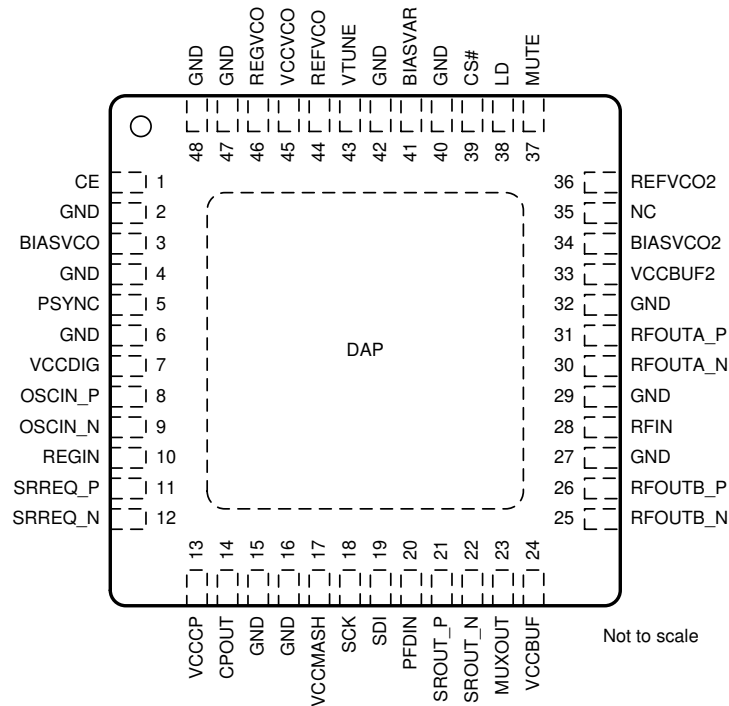 GND
GND
REGVCO
VCCVCO
REFVCO
VTUNE
GND
BIASVAR
GND
CS#
LD
MUTE
48
47
46
45
44
43
42
41
40
39
38
37
CE 1
GND 2
BIASVCO 3
GND 4
PSYNC 5
GND 6
VCCDIG 7
OSCIN_P 8
OSCIN_N 9
REGIN 10
SRREQ_P 11
SRREQ_N 12
DAP
36 REFVCO2
35 NC
34 BIASVCO2
33 VCCBUF2
32 GND
31 RFOUTA_P
30 RFOUTA_N
29 GND
28 RFIN
27 GND
26 RFOUTB_P
25 RFOUTB_N
13
14
15
16
17
18
19
20
21
22
23
24
VCCCP
CPOUT
GND
GND
VCCMASH
SCK
SDI
PFDIN
SROUT_P
SROUT_N
MUXOUT
VCCBUF
Not to scale